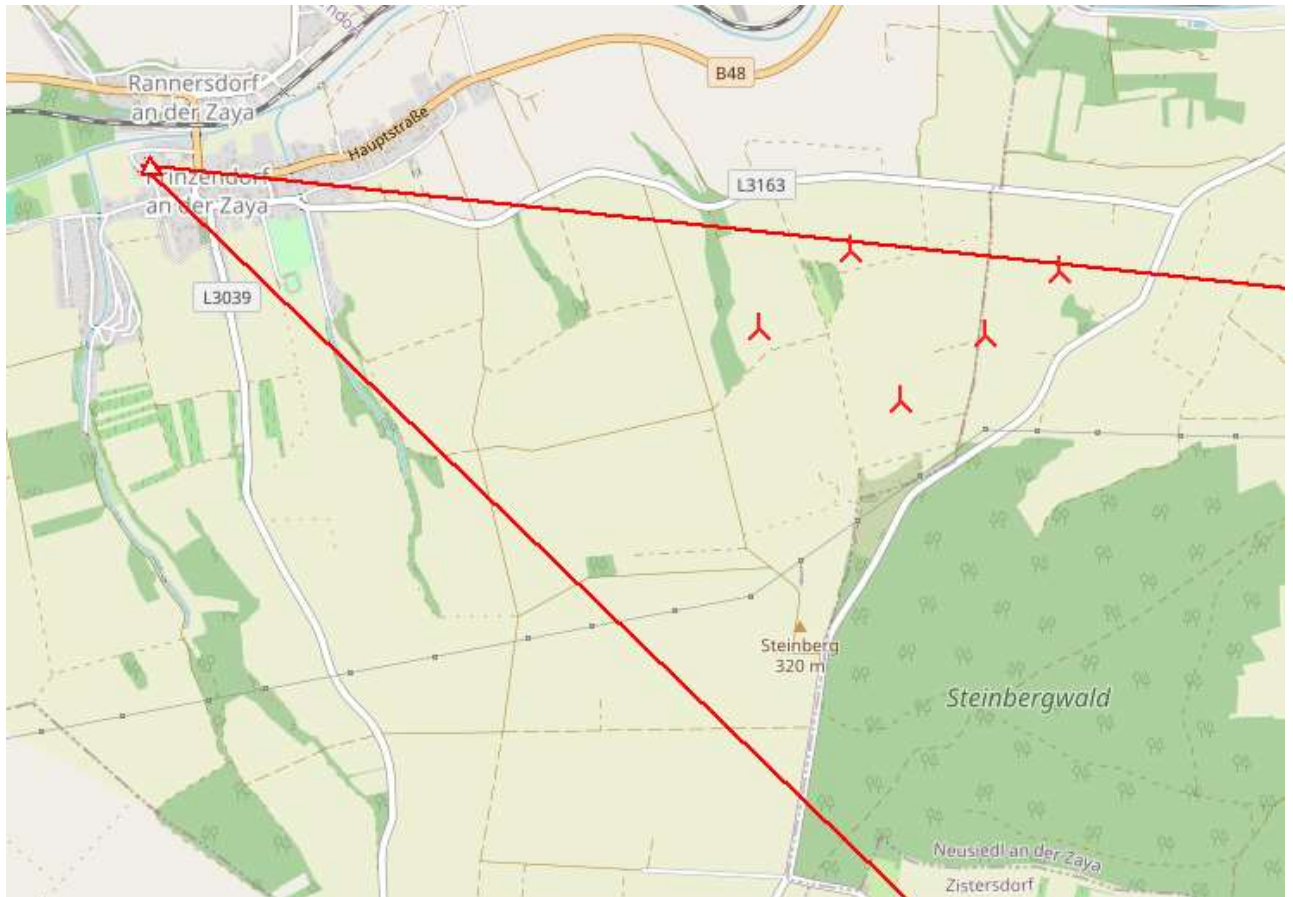 ndorf
B48
Rannersdorf
an der Zaya
Hauptstraße
L3163
Prinzendorf
an der Zaya
L3039
Steinberg
320 m
Steinbergwald
Neusiedl an der Zaya
Zistersdorf